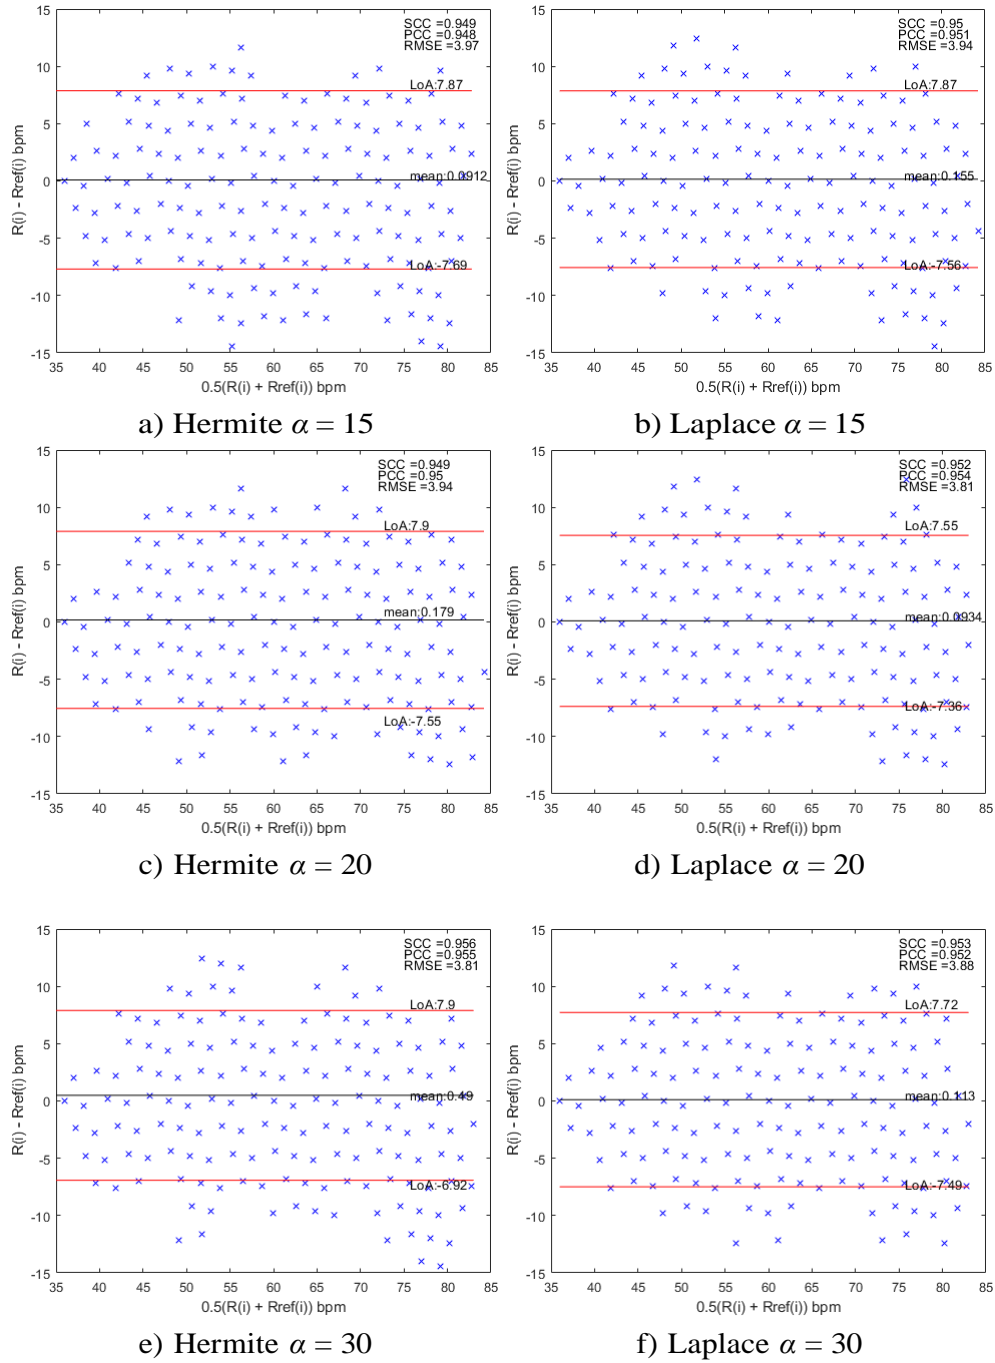 SCC =0.949
PCC =0.948
RMSE =3.97
LoA:7.87
mean:0.0912
LoA:-7.69
15
10
5
0
-5
-10
-15
R(i) - Rref(i) bpm
35 40 45 50 55 60 65 70 75 80 85
0.5(R(i) + Rref(i)) bpm
a) Hermite α = 15
SCC =0.95
PCC =0.951
RMSE =3.94
LoA:7.87
mean:0.155
LoA:-7.56
15
10
5
0
-5
-10
-15
R(i) - Rref(i) bpm
35 40 45 50 55 60 65 70 75 80 85
0.5(R(i) + Rref(i)) bpm
b) Laplace α = 15
SCC =0.949
PCC =0.95
RMSE =3.94
LoA:7.9
mean:0.179
LoA:-7.55
15
10
5
0
-5
-10
-15
R(i) - Rref(i) bpm
35 40 45 50 55 60 65 70 75 80 85
0.5(R(i) + Rref(i)) bpm
c) Hermite α = 20
SCC =0.952
PCC =0.954
RMSE =3.81
LoA:7.55
mean:0.0934
LoA:-7.36
15
10
5
0
-5
-10
-15
R(i) - Rref(i) bpm
35 40 45 50 55 60 65 70 75 80 85
0.5(R(i) + Rref(i)) bpm
d) Laplace α = 20
SCC =0.956
PCC =0.955
RMSE =3.81
LoA:7.9
mean:0.49
LoA:-6.92
15
10
5
0
-5
-10
-15
R(i) - Rref(i) bpm
35 40 45 50 55 60 65 70 75 80 85
0.5(R(i) + Rref(i)) bpm
e) Hermite α = 30
SCC =0.953
PCC =0.952
RMSE =3.88
LoA:7.72
mean:0.113
LoA:-7.49
15
10
5
0
-5
-10
-15
R(i) - Rref(i) bpm
35 40 45 50 55 60 65 70 75 80 85
0.5(R(i) + Rref(i)) bpm
f) Laplace α = 30